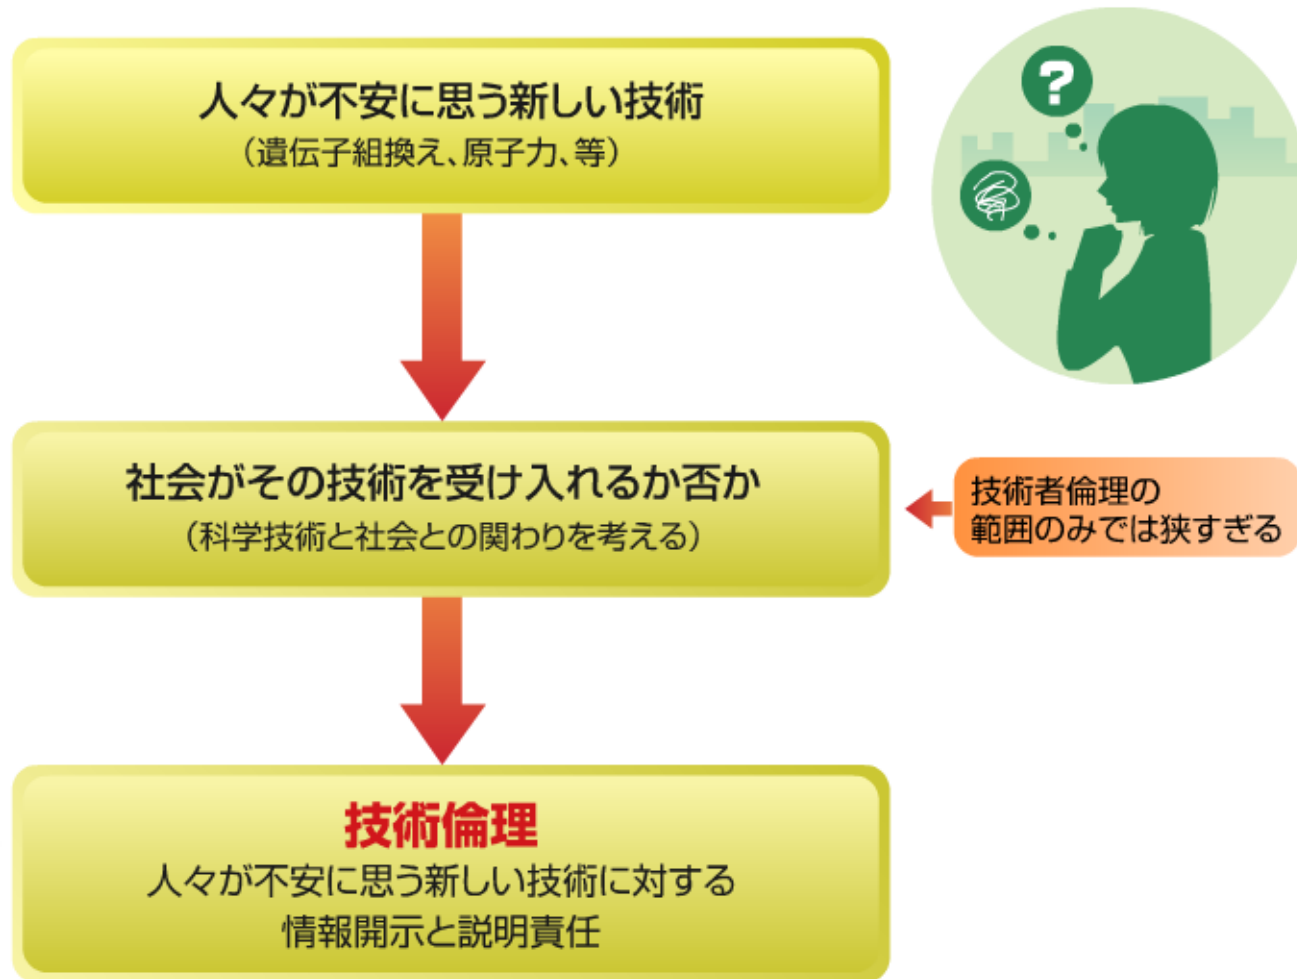 人々が不安に思う新しい技術
（遺伝子組換え、原子力、等）
?
社会がその技術を受け入れるか否か
（科学技術と社会との関わりを考える）
技術者倫理の
範囲のみでは狭すぎる
技術倫理
人々が不安に思う新しい技術に対する
情報開示と説明責任